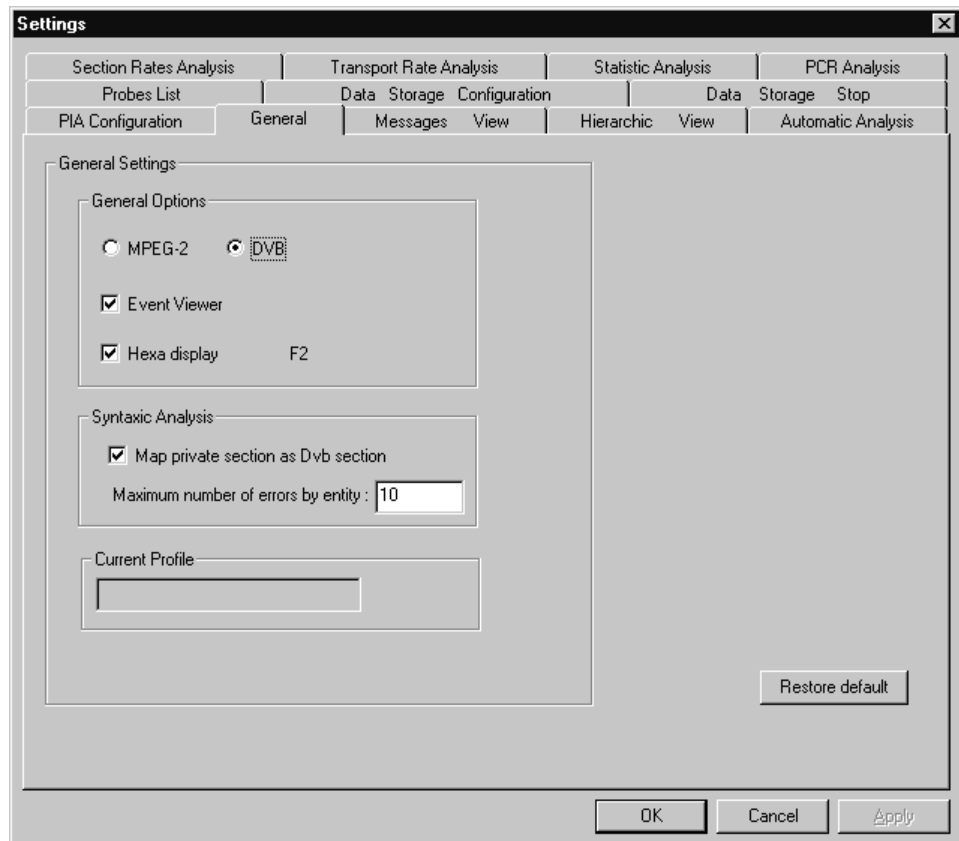 Settings
Section Rates Analysis Transport Rate Analysis Statistic Analysis PCR Analysis
Probes List Data Storage Configuration Data Storage Stop
PIA Configuration General Messages View Hierarchic View Automatic Analysis
General Settings
General Options
MPEG-2 DVB
Event Viewer
Hexa display F2
Syntaxic Analysis
Map private section as Dvb section
Maximum number of errors by entity : 10
Current Profile
Restore default
OK Cancel Apply